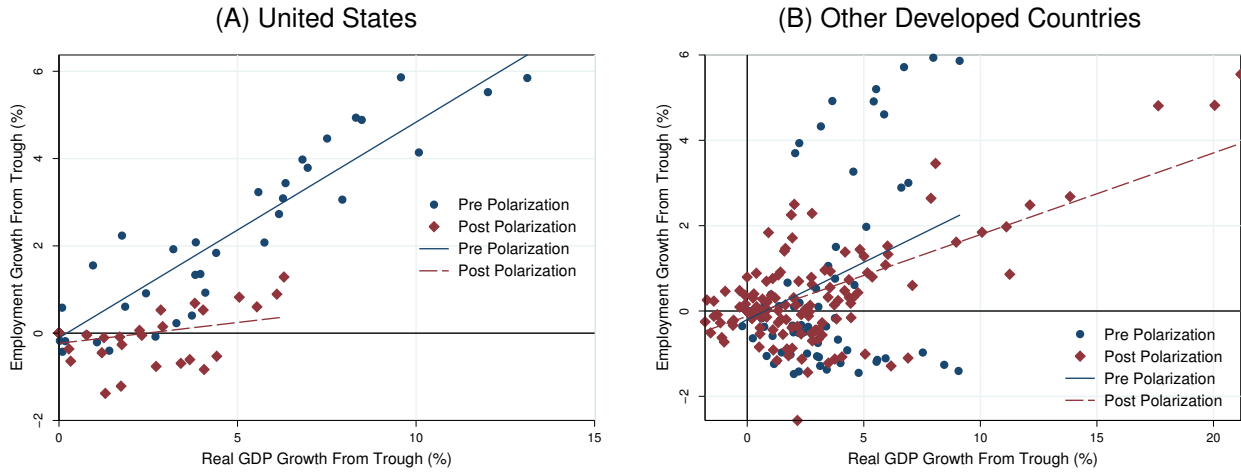 (A) United States
6
4
2
0
−2
Employment Growth From Trough (%)
Pre Polarization
Post Polarization
Pre Polarization
Post Polarization
0
5
10
15
Real GDP Growth From Trough (%)
(B) Other Developed Countries
6
4
2
0
−2
Employment Growth From Trough (%)
Pre Polarization
Post Polarization
Pre Polarization
Post Polarization
0
5
10
15
20
Real GDP Growth From Trough (%)